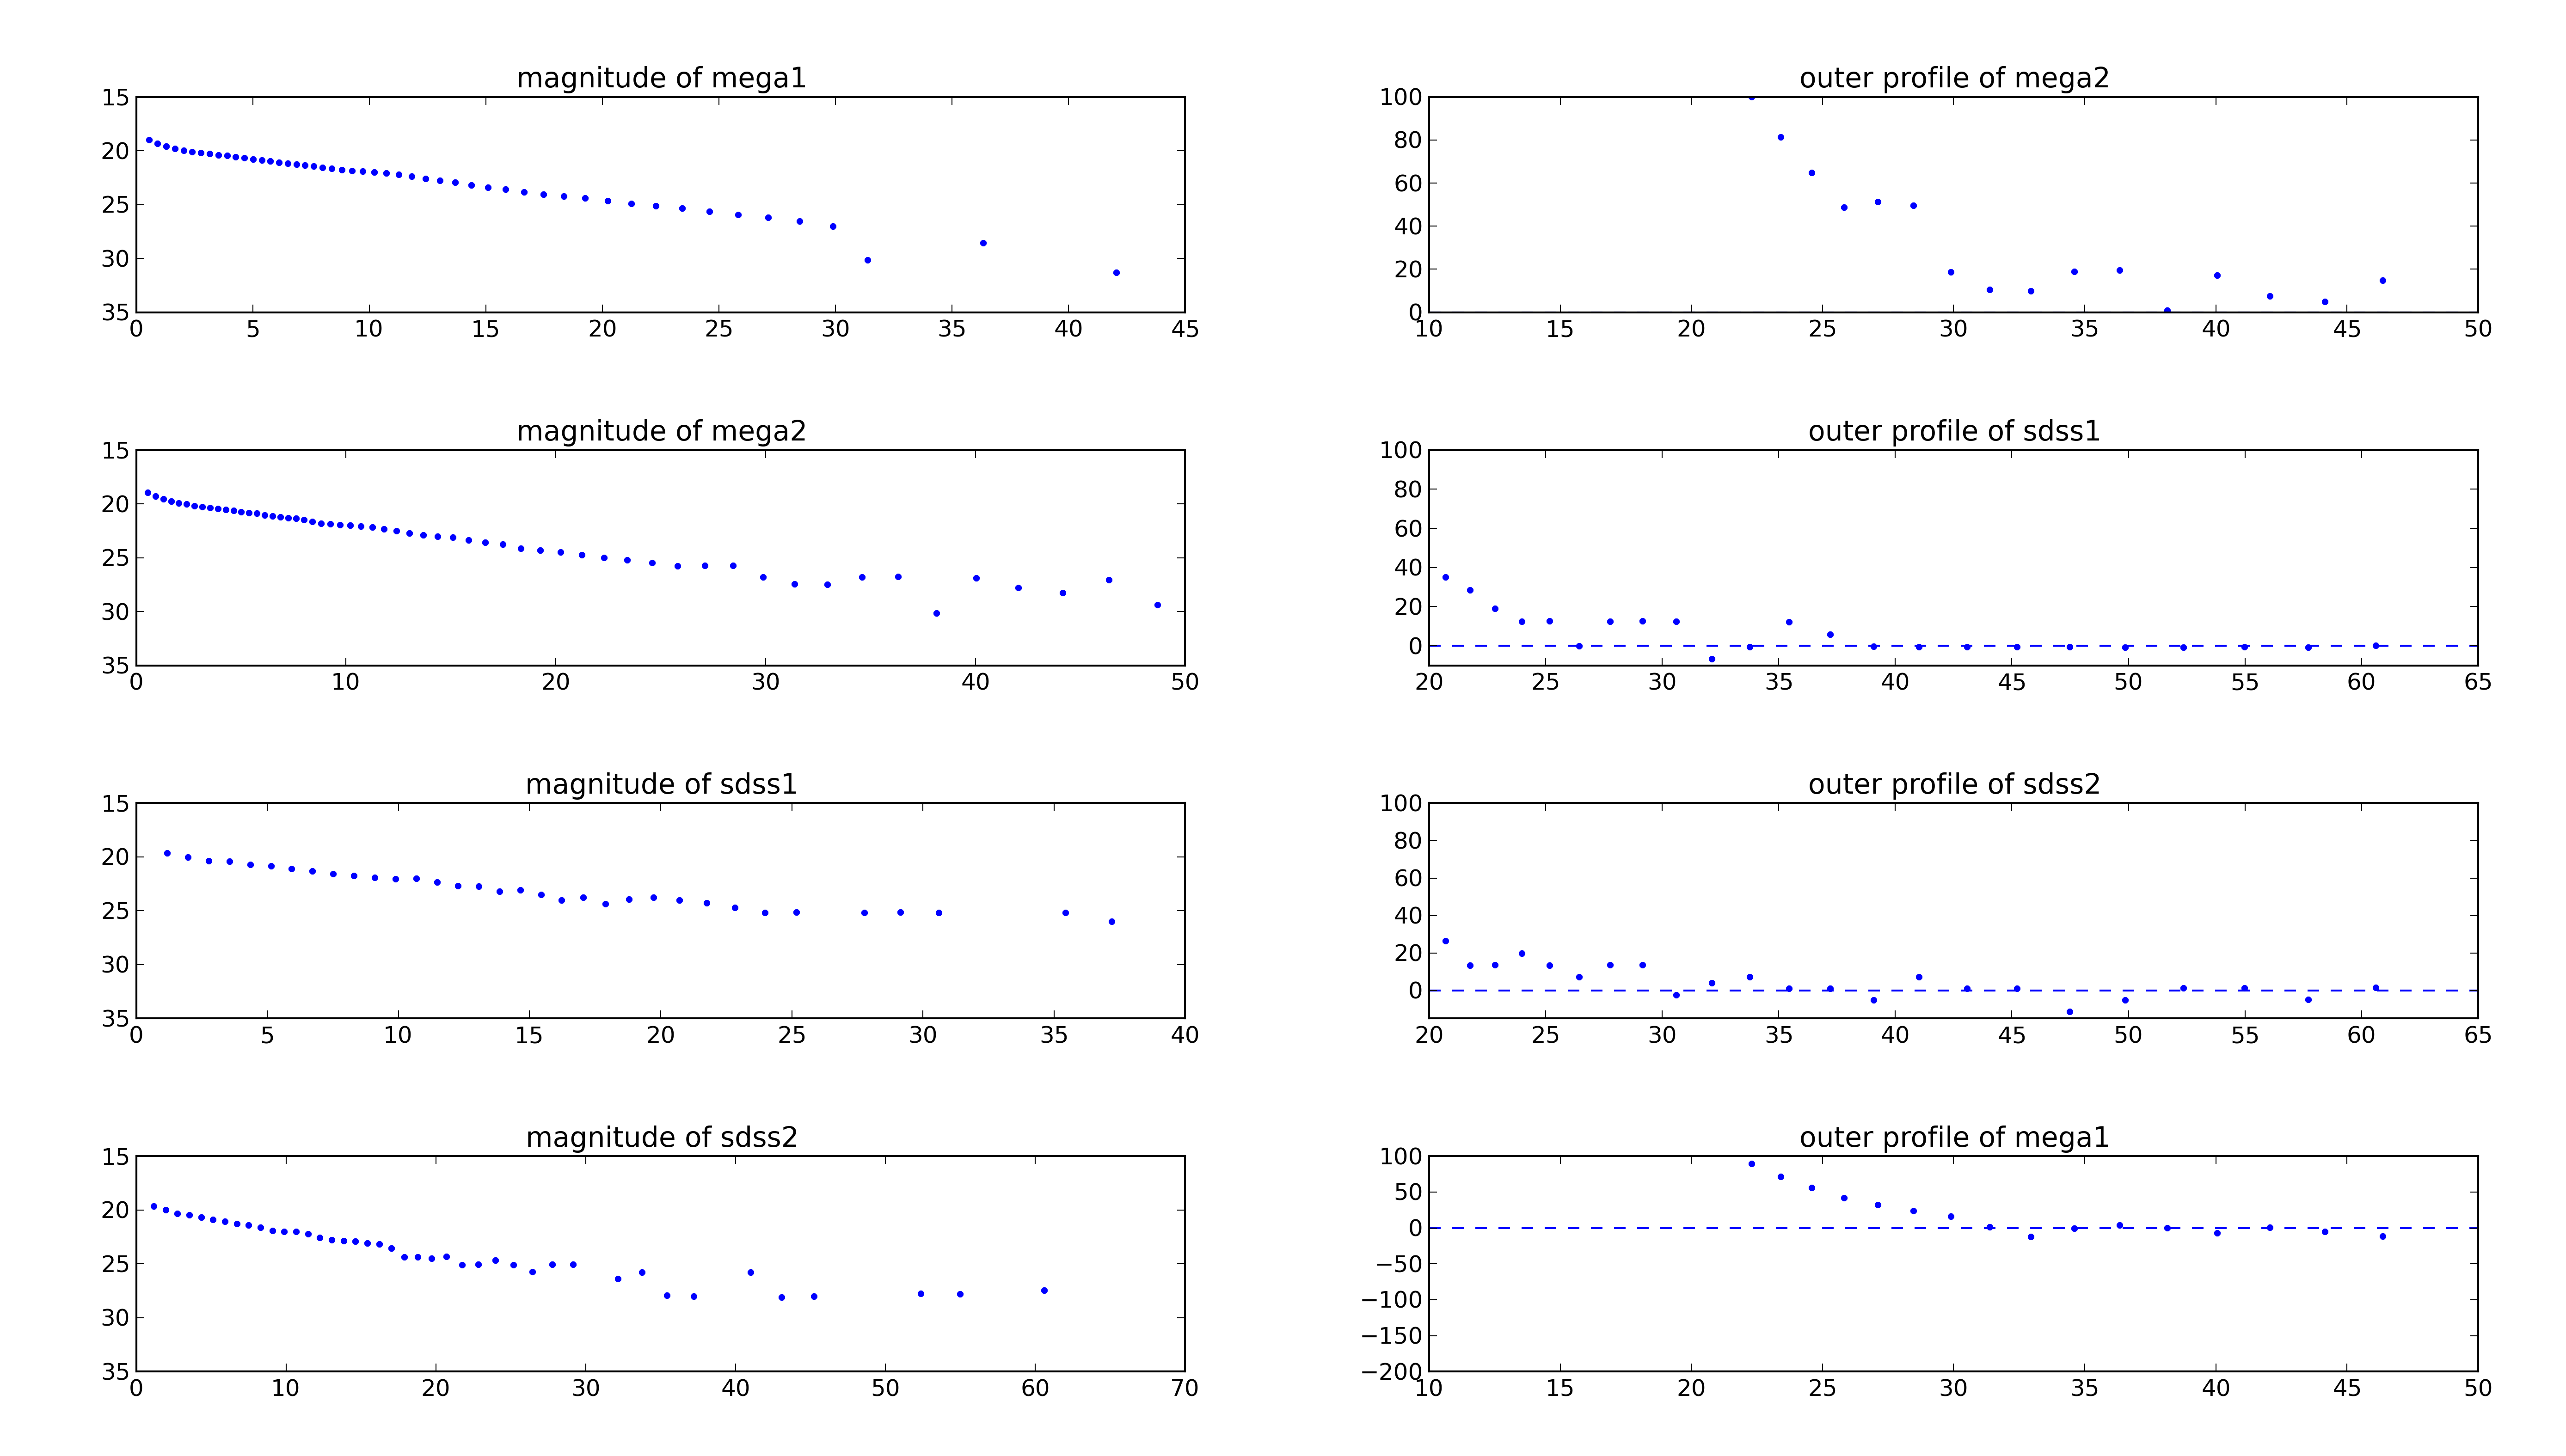 magnitude of mega1
15
20
25
30
35
0 5 10 15 20 25 30 35 40 45
outer profile of mega2
100
80
60
40
20
0
10 15 20 25 30 35 40 45 50
magnitude of mega2
15
20
25
30
35
0 10 20 30 40 50
outer profile of sdss1
100
80
60
40
20
0
20 25 30 35 40 45 50 55 60 65
magnitude of sdss1
15
20
25
30
35
0 5 10 15 20 25 30 35 40
outer profile of sdss2
100
80
60
40
20
0
20 25 30 35 40 45 50 55 60 65
magnitude of sdss2
15
20
25
30
35
0 10 20 30 40 50 60 70
outer profile of mega1
100
50
0
−50
−100
−150
−200
10 15 20 25 30 35 40 45 50